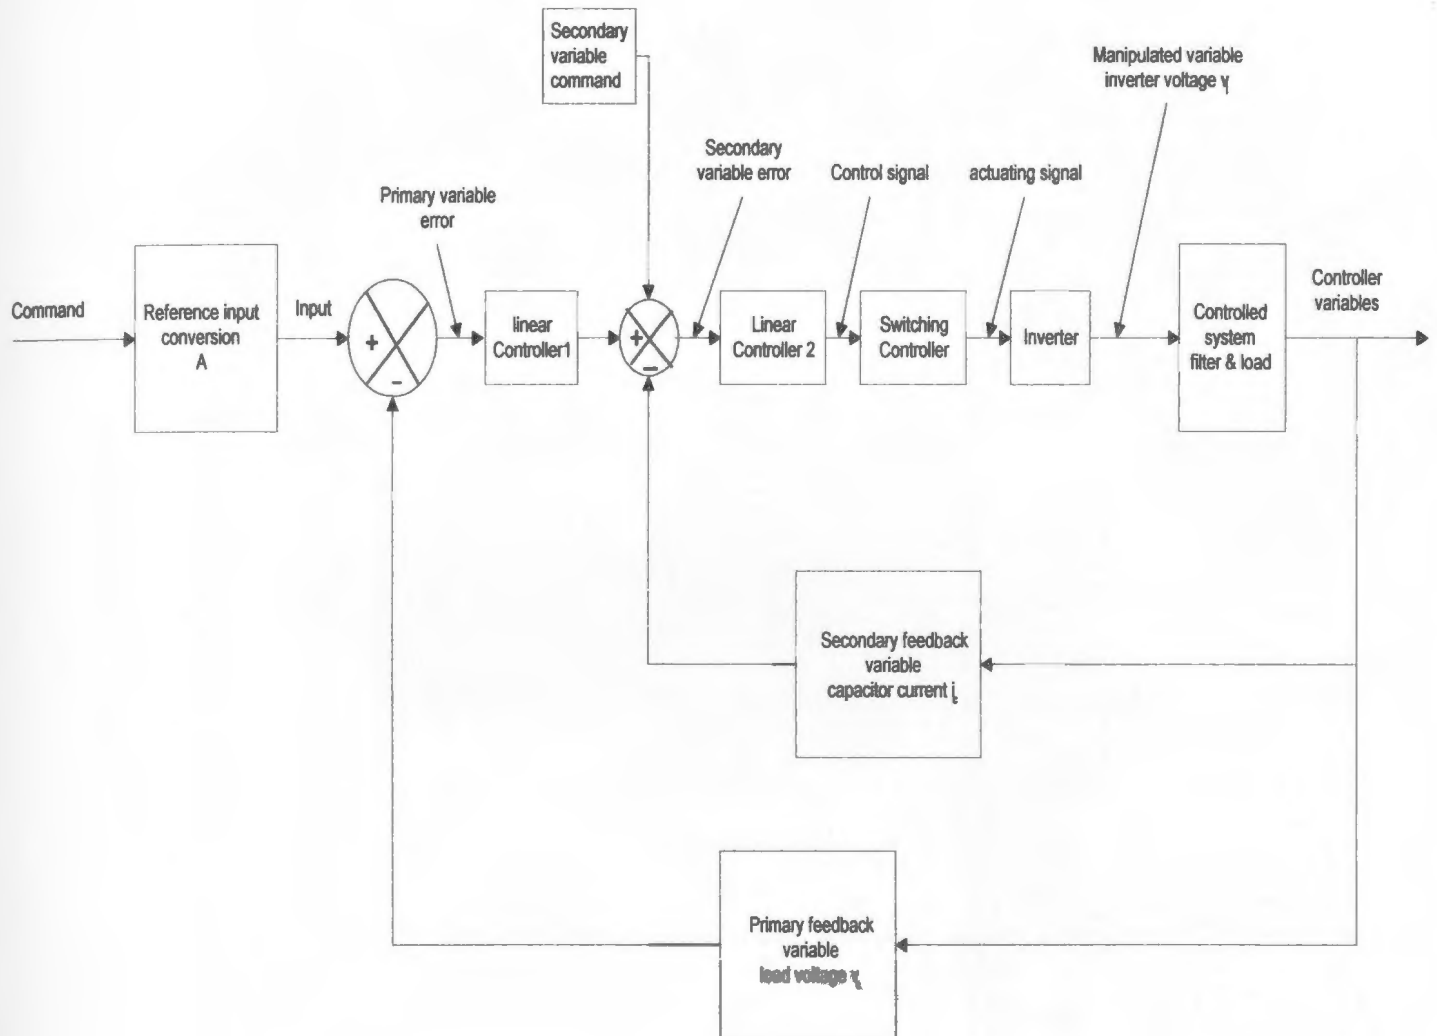 Secondary
variable
command
Manipulated variable
inverter voltage v
Secondary
variable error
Control signal
actuating signal
Primary variable
error
Command
Reference input
conversion
A
Input
+
-
linear
Controller1
+
-
Linear
Controller 2
Switching
Controller
Inverter
Controlled
system
filter & load
Controller
variables
Secondary feedback
variable
capacitor current i
Primary feedback
variable
load voltage v